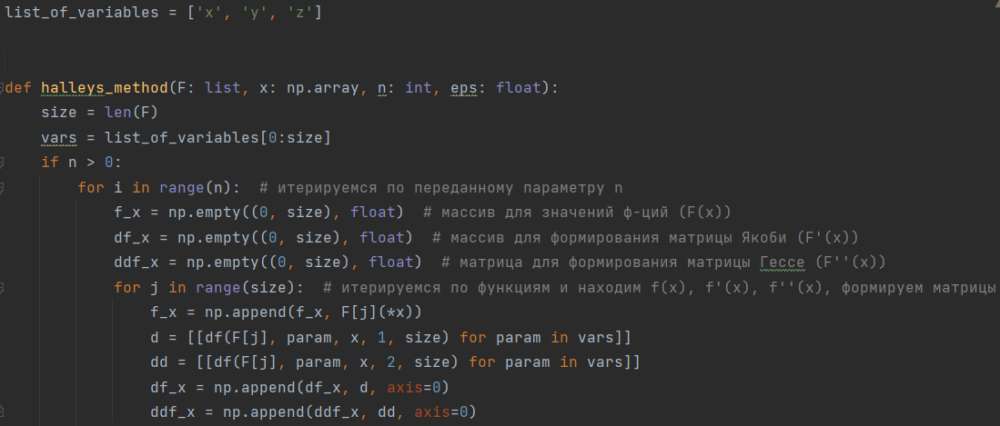 list_of_variables = ['x', 'y', 'z']
def halleys_method(F: list, x: np.array, n: int, eps: float):
    size = len(F)
    vars = list_of_variables[0:size]
    if n > 0:
        for i in range(n):  # итерируемся по переданному параметру n
            f_x = np.empty((0, size), float)  # массив для значений ф-ций (F(x))
            df_x = np.empty((0, size), float)  # массив для формирования матрицы Якоби (F'(x))
            ddf_x = np.empty((0, size), float)  # матрица для формирования матрицы Гессе (F''(x))
            for j in range(size):  # итерируемся по функциям и находим f(x), f'(x), f''(x), формируем матрицы
                f_x = np.append(f_x, F[j](*x))
                d = [[df(F[j], param, x, 1, size) for param in vars]]
                dd = [[df(F[j], param, x, 2, size) for param in vars]]
                df_x = np.append(df_x, d, axis=0)
                ddf_x = np.append(ddf_x, dd, axis=0)